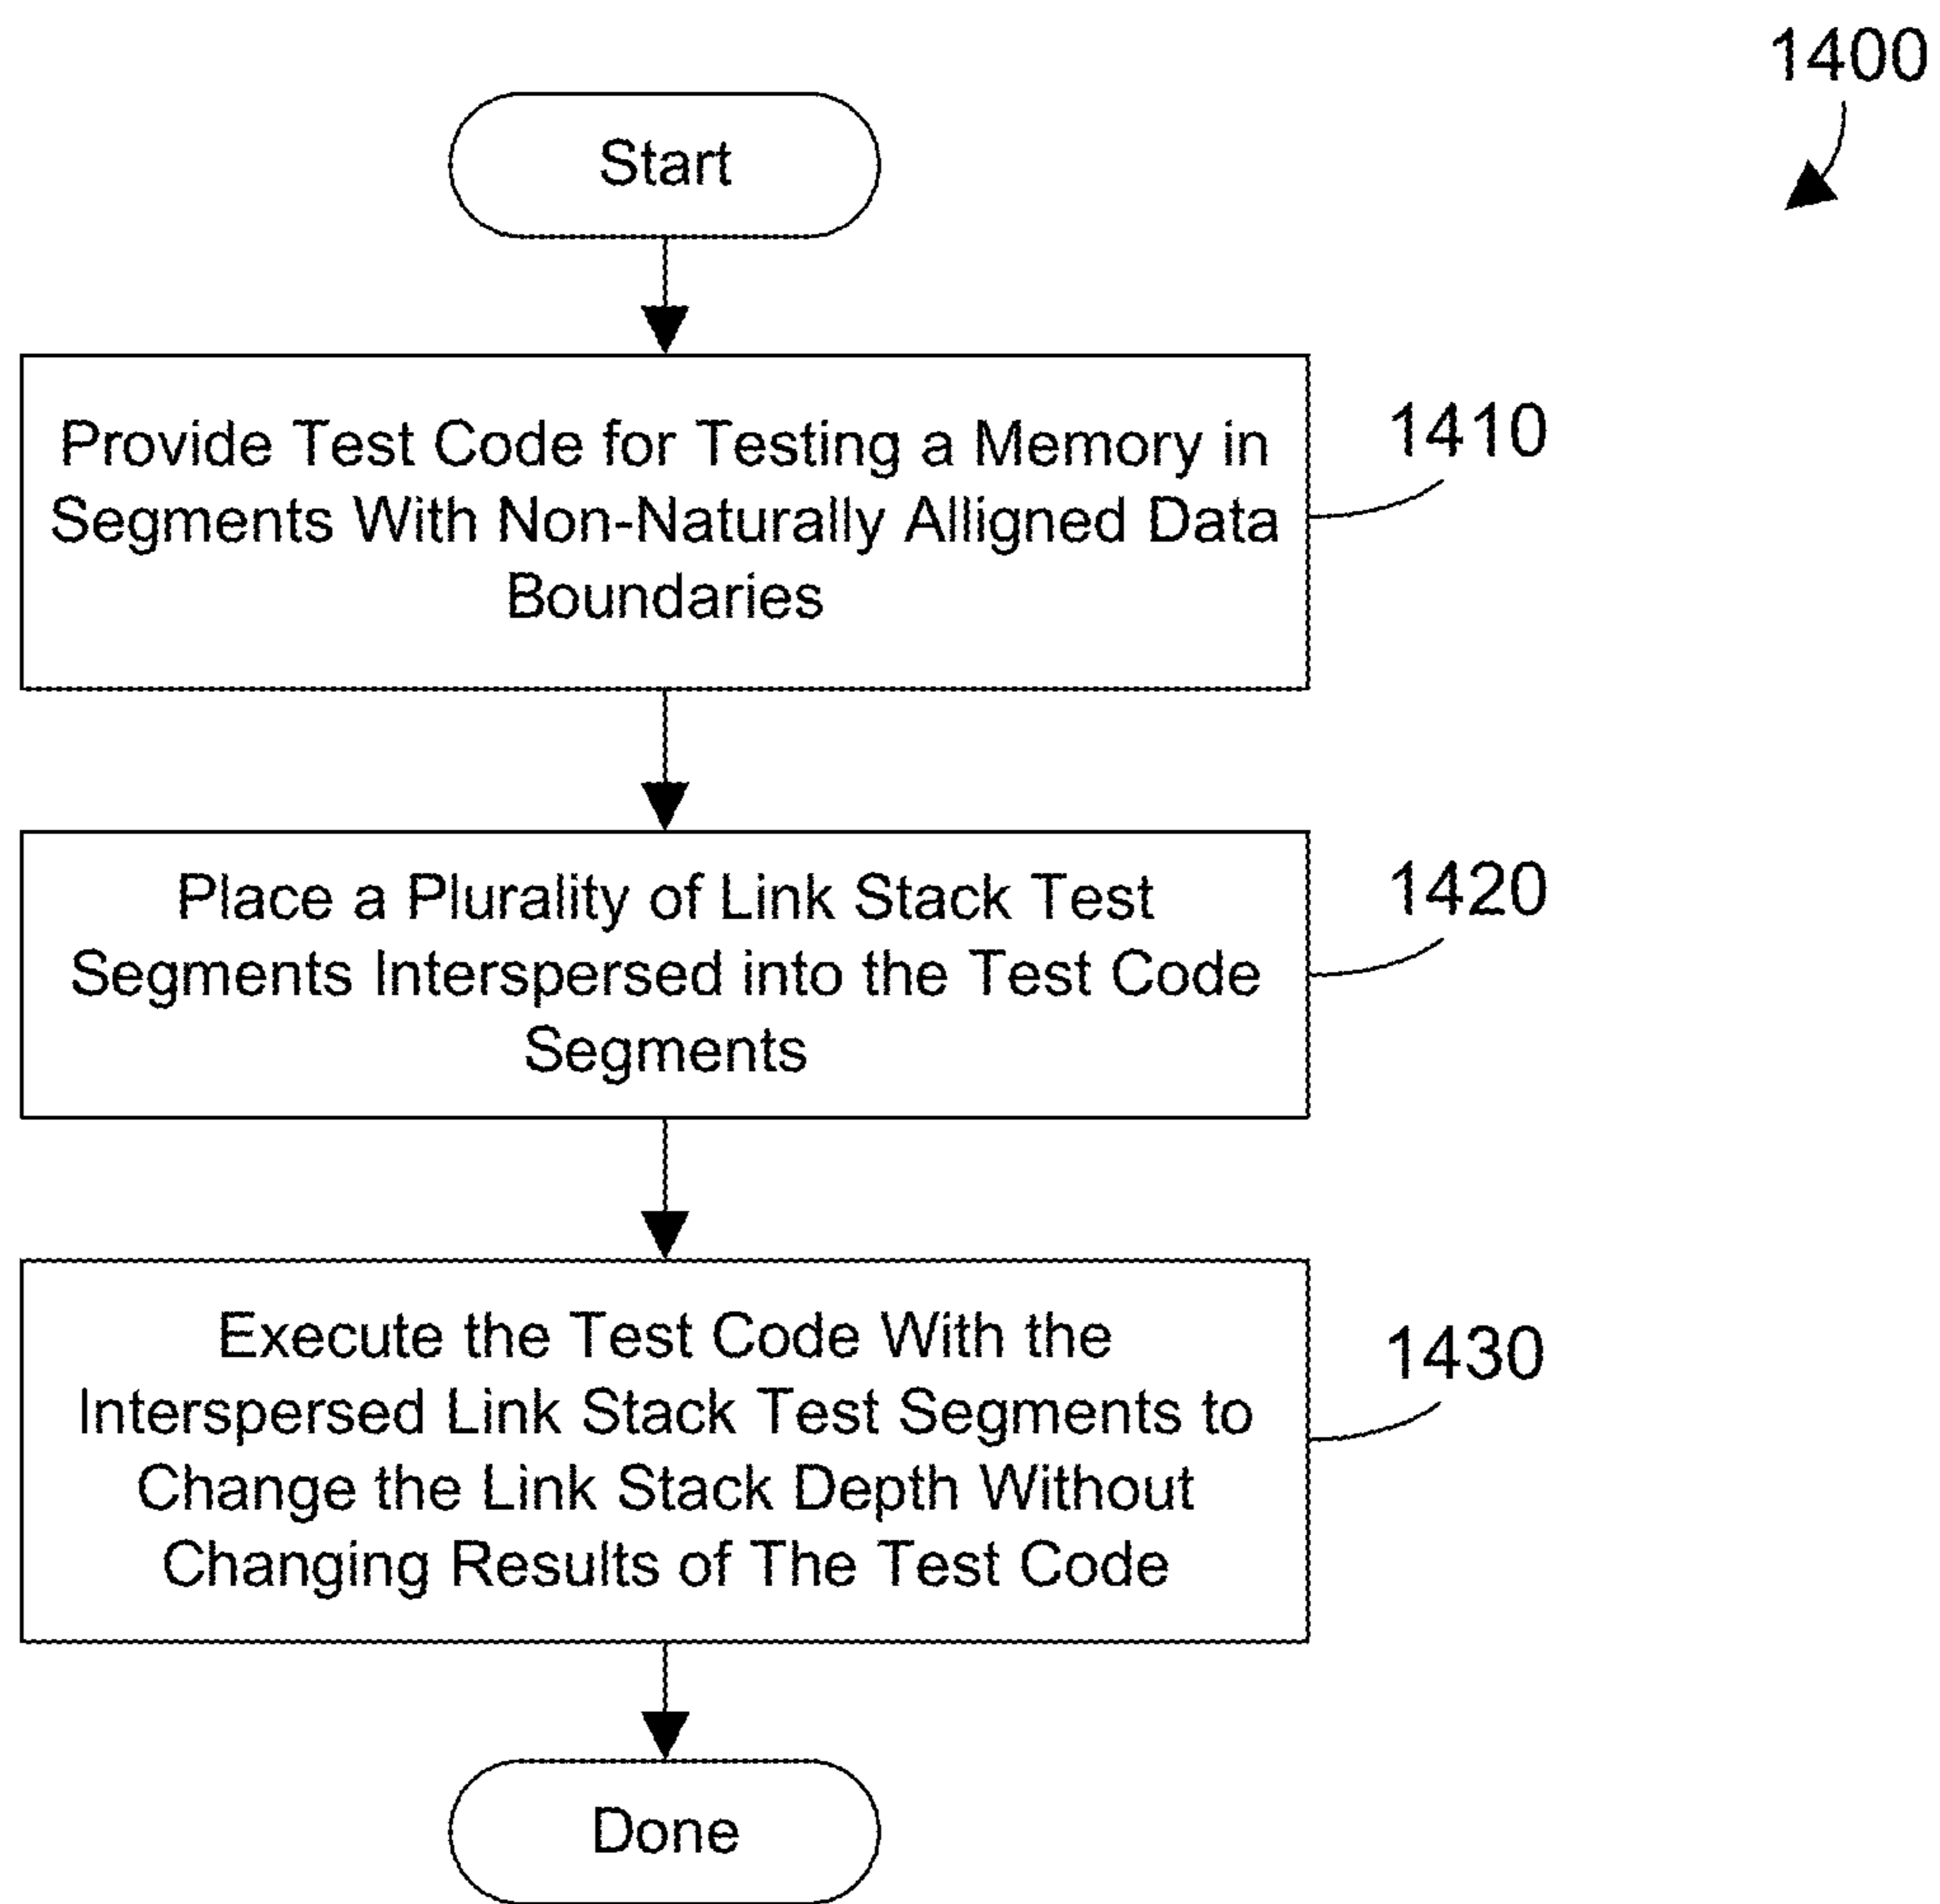 1400
Start
Provide Test Code for Testing a Memory in
Segments With Non-Naturally Alligned Data
Boundaries
1410
Place a Plurality of Link Stack Test
Segments Interspersed into the Test Code
Segments
1420
Execute the Test Code With the
Interspersed Link Stack Test Segments to
Change the Link Stack Depth Without
Changing Results of The Test Code
1430
Done